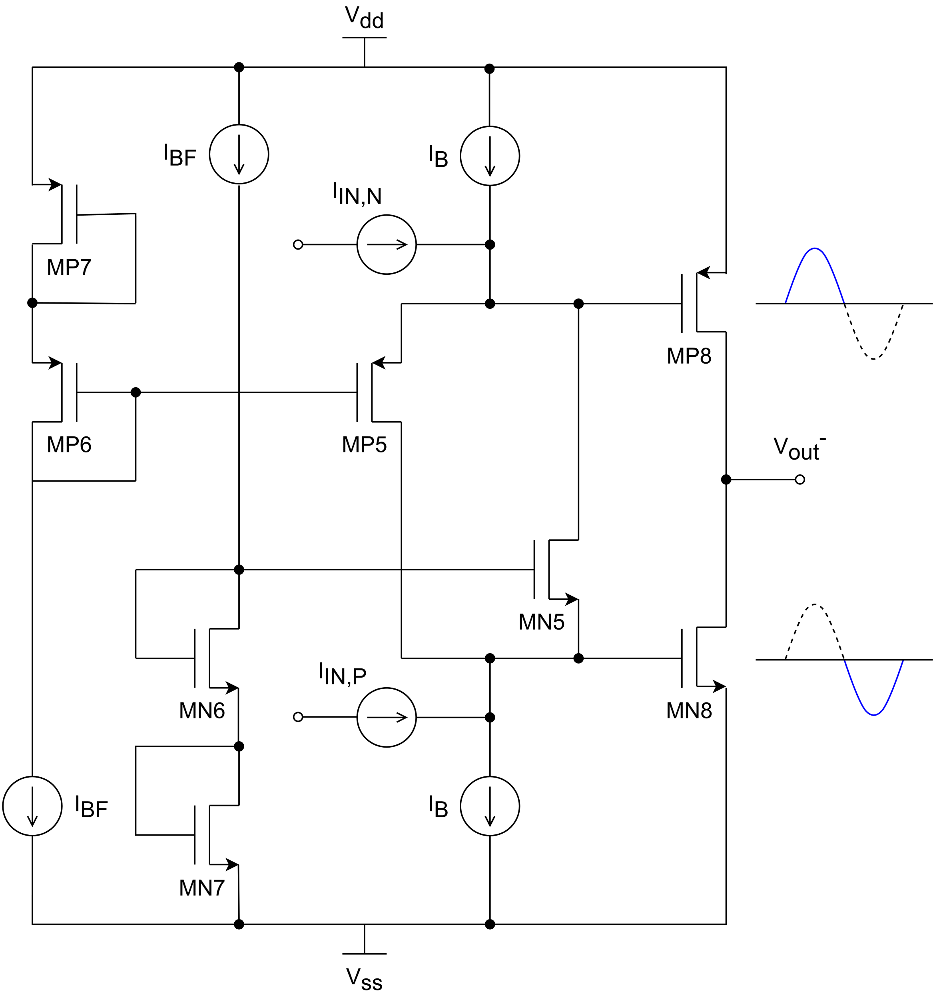 Vdd
IBF
IB
IIN,N
MP7
MP8
MP6
MP5
Vout-
MN5
IIN,P
MN6
MN8
IBF
IB
MN7
Vss